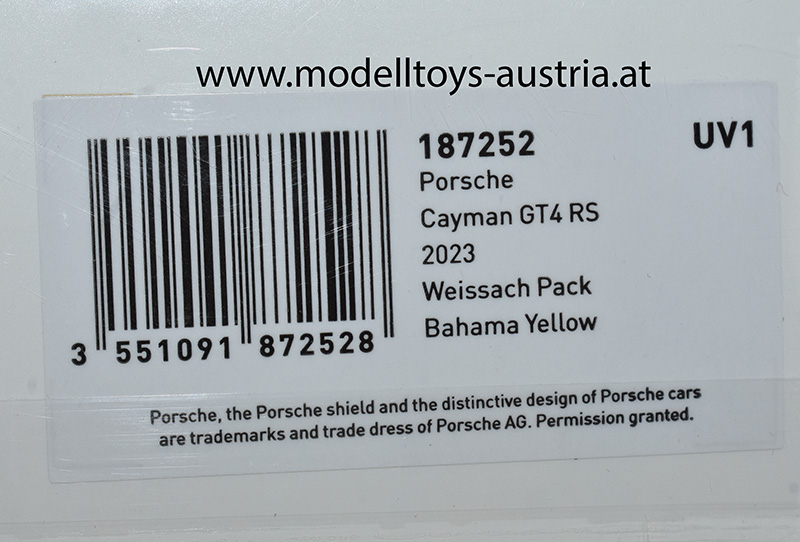 www.modelltoys-austria.at
187252
UV1
Porsche
Cayman GT4 RS
2023
Weissach Pack
Bahama Yellow
3 551091 872528
Porsche, the Porsche shield and the distinctive design of Porsche cars
are trademarks and trade dress of Porsche AG. Permission granted.